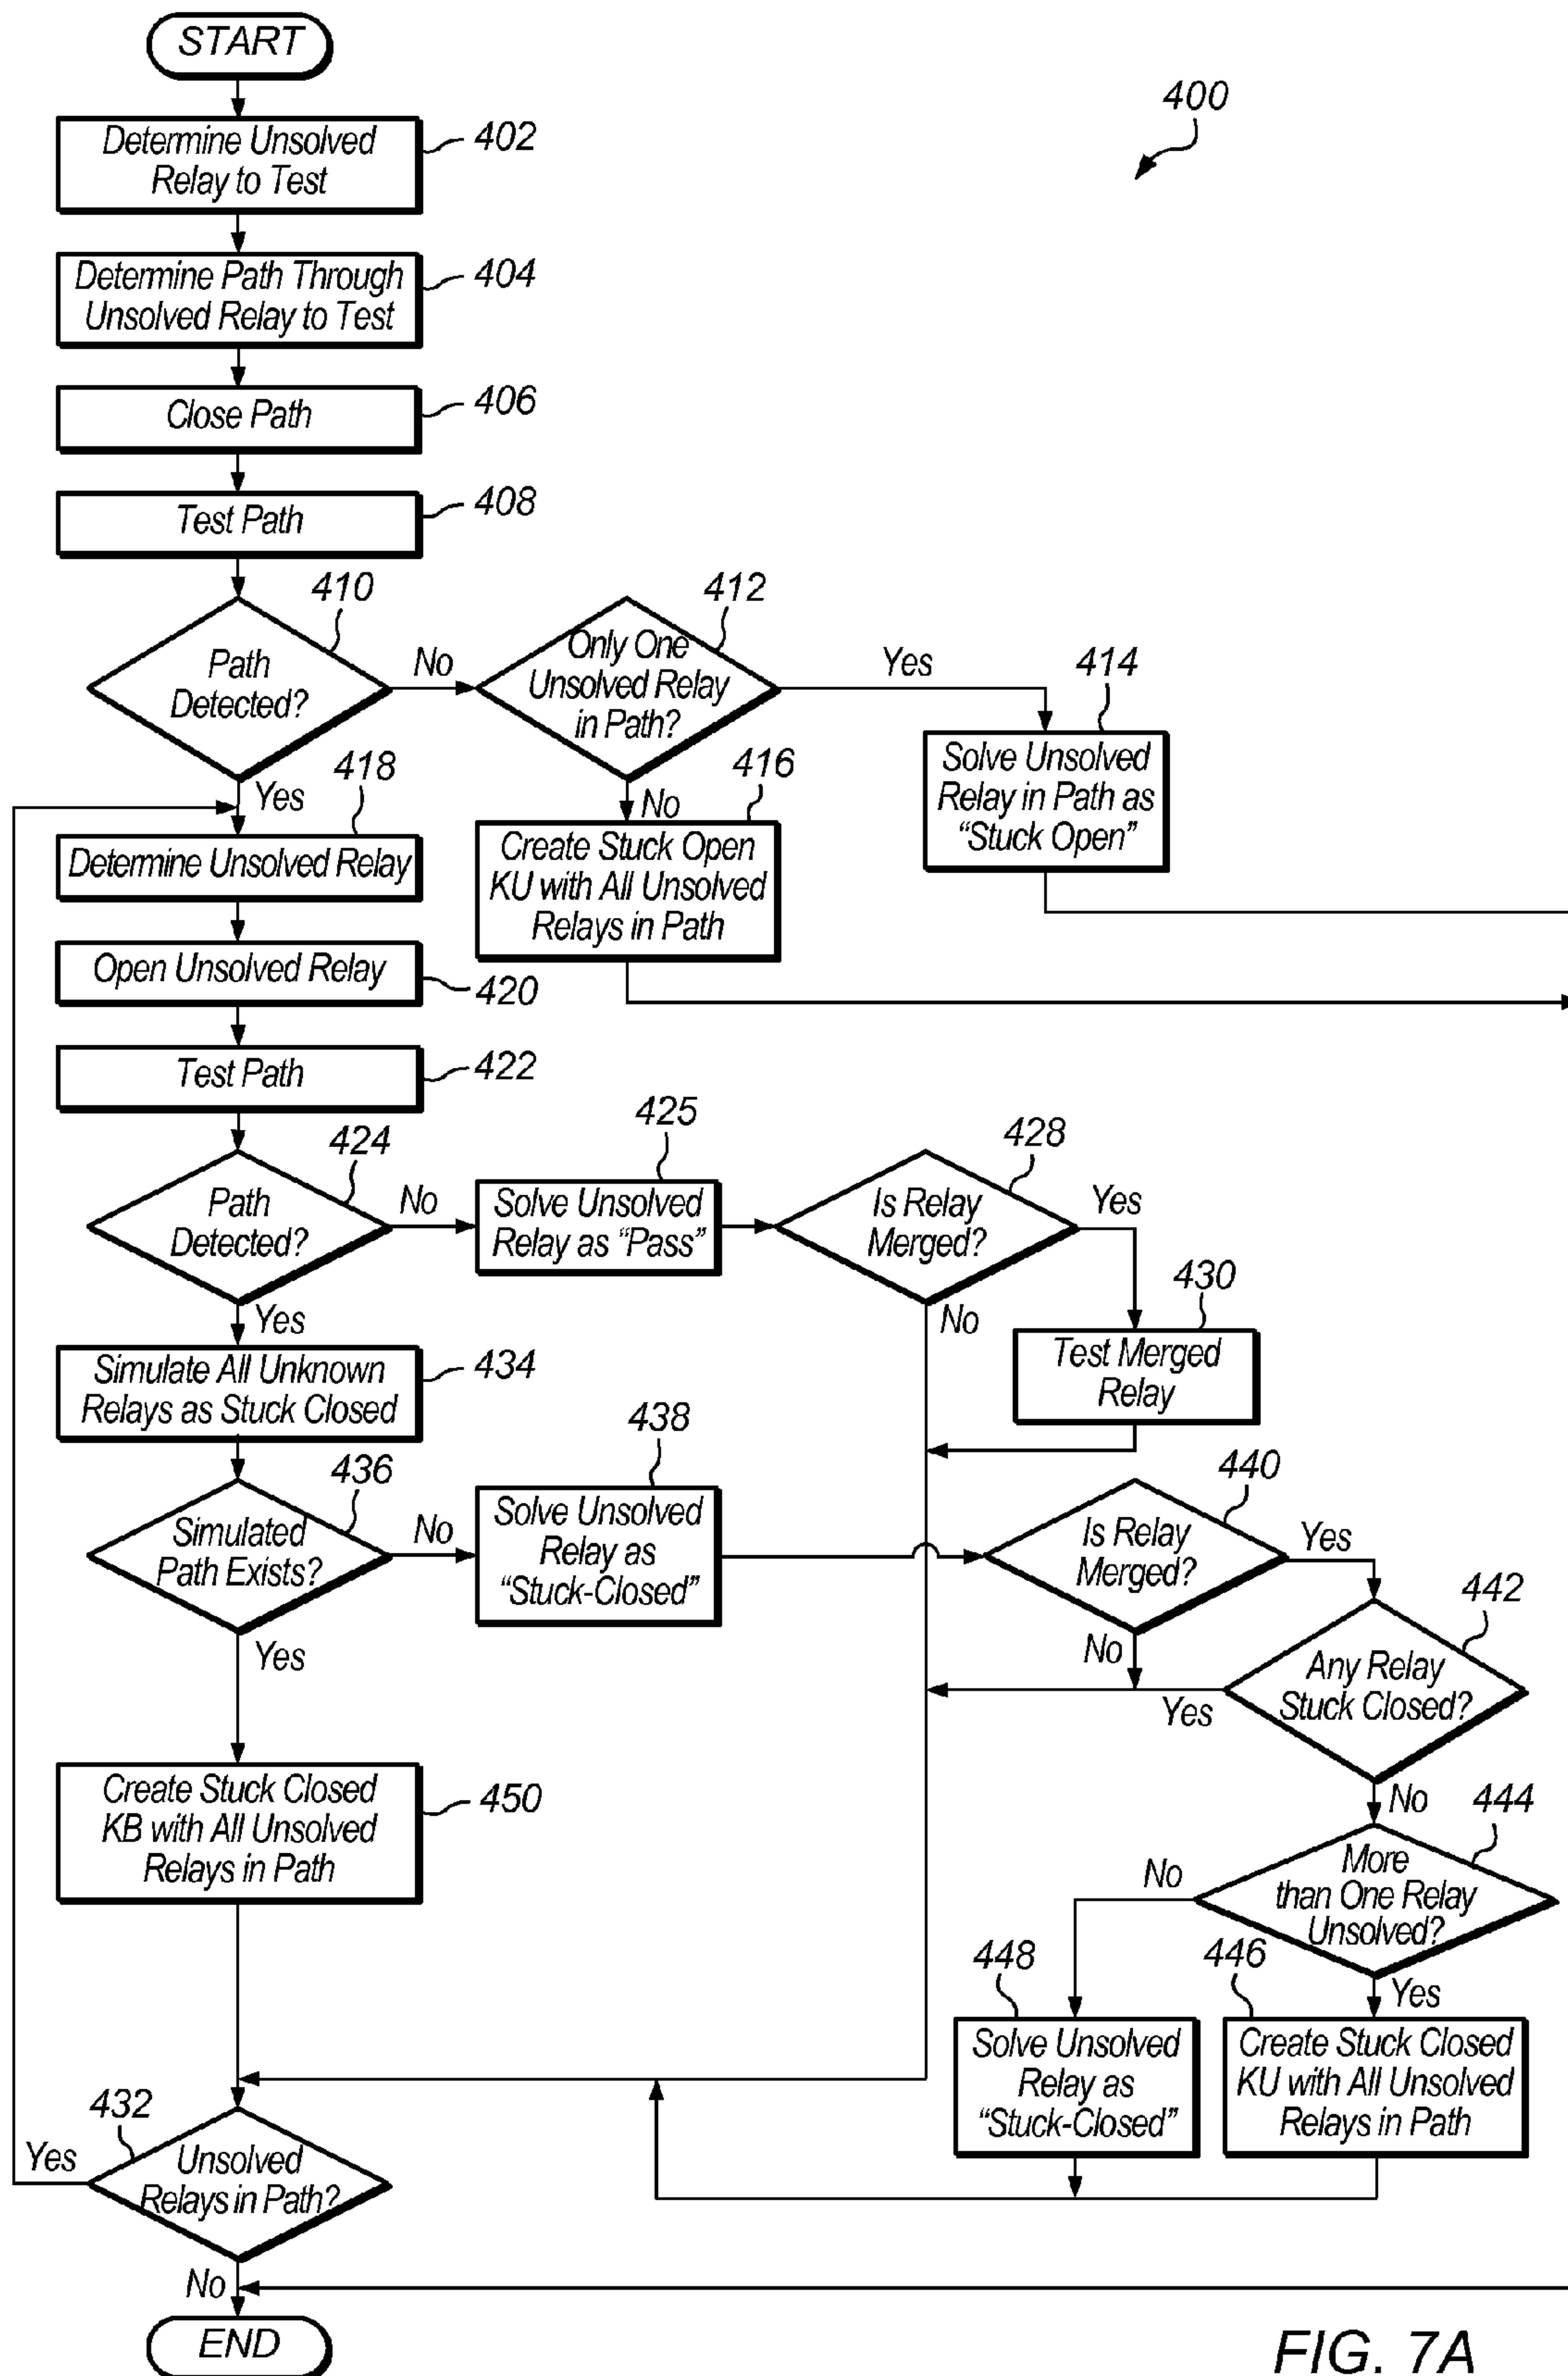 START
400
Determine Unsolved
Relay to Test
402
Determine Path Through
Unsolved Relay to Test
404
Close Path
406
Test Path
408
410
Path
Detected?
No
Yes
412
Only One
Unsolved Relay
in Path?
Yes
No
414
Solve Unsolved
Relay in Path as
“Stuck Open”
416
Create Stuck Open
KU with All Unsolved
Relays in Path
418
Determine Unsolved Relay
Open Unsolved Relay
420
Test Path
422
424
Path
Detected?
No
Yes
425
Solve Unsolved
Relay as “Pass”
428
Is Relay
Merged?
Yes
No
430
Test Merged
Relay
Simulate All Unknown
Relays as Stuck Closed
434
436
Simulated
Path Exists?
No
Yes
438
Solve Unsolved
Relay as
“Stuck-Closed”
440
Is Relay
Merged?
Yes
No
442
Any Relay
Stuck Closed?
Yes
No
444
More
than One Relay
Unsolved?
No
Yes
448
Solve Unsolved
Relay as
“Stuck-Closed”
446
Create Stuck Closed
KU with All Unsolved
Relays in Path
Create Stuck Closed
KB with All Unsolved
Relays in Path
450
432
Unsolved
Relays in Path?
Yes
No
END
FIG. 7A